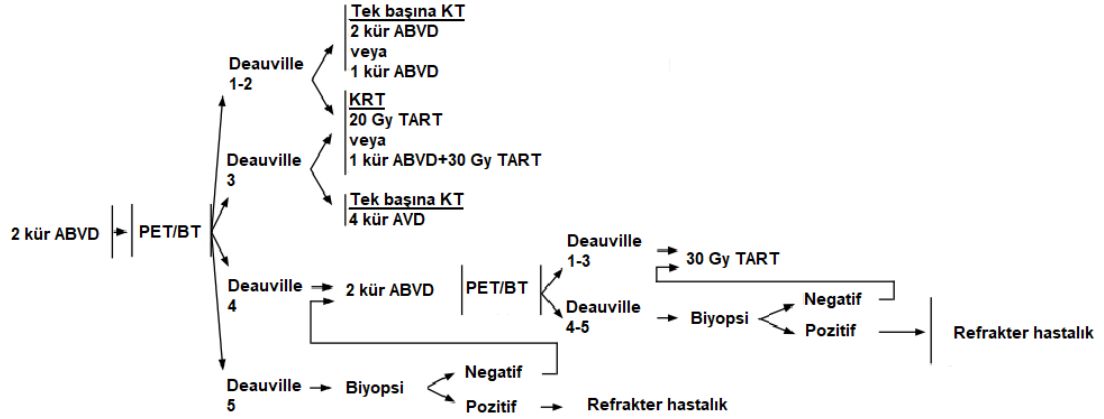 Tek başına KT
2 kür ABVD
veya
1 kür ABVD
Deauville
1-2
KRT
20 Gy TART
veya
1 kür ABVD+30 Gy TART
Deauville
3
Tek başına KT
4 kür AVD
2 kür ABVD
PET/BT
Deauville
4
2 kür ABVD
PET/BT
Deauville
1-3
30 Gy TART
Deauville
4-5
Biyopsi
Negatif
Pozitif
Refrakter hastalık
Deauville
5
Biyopsi
Negatif
Pozitif
Refrakter hastalık